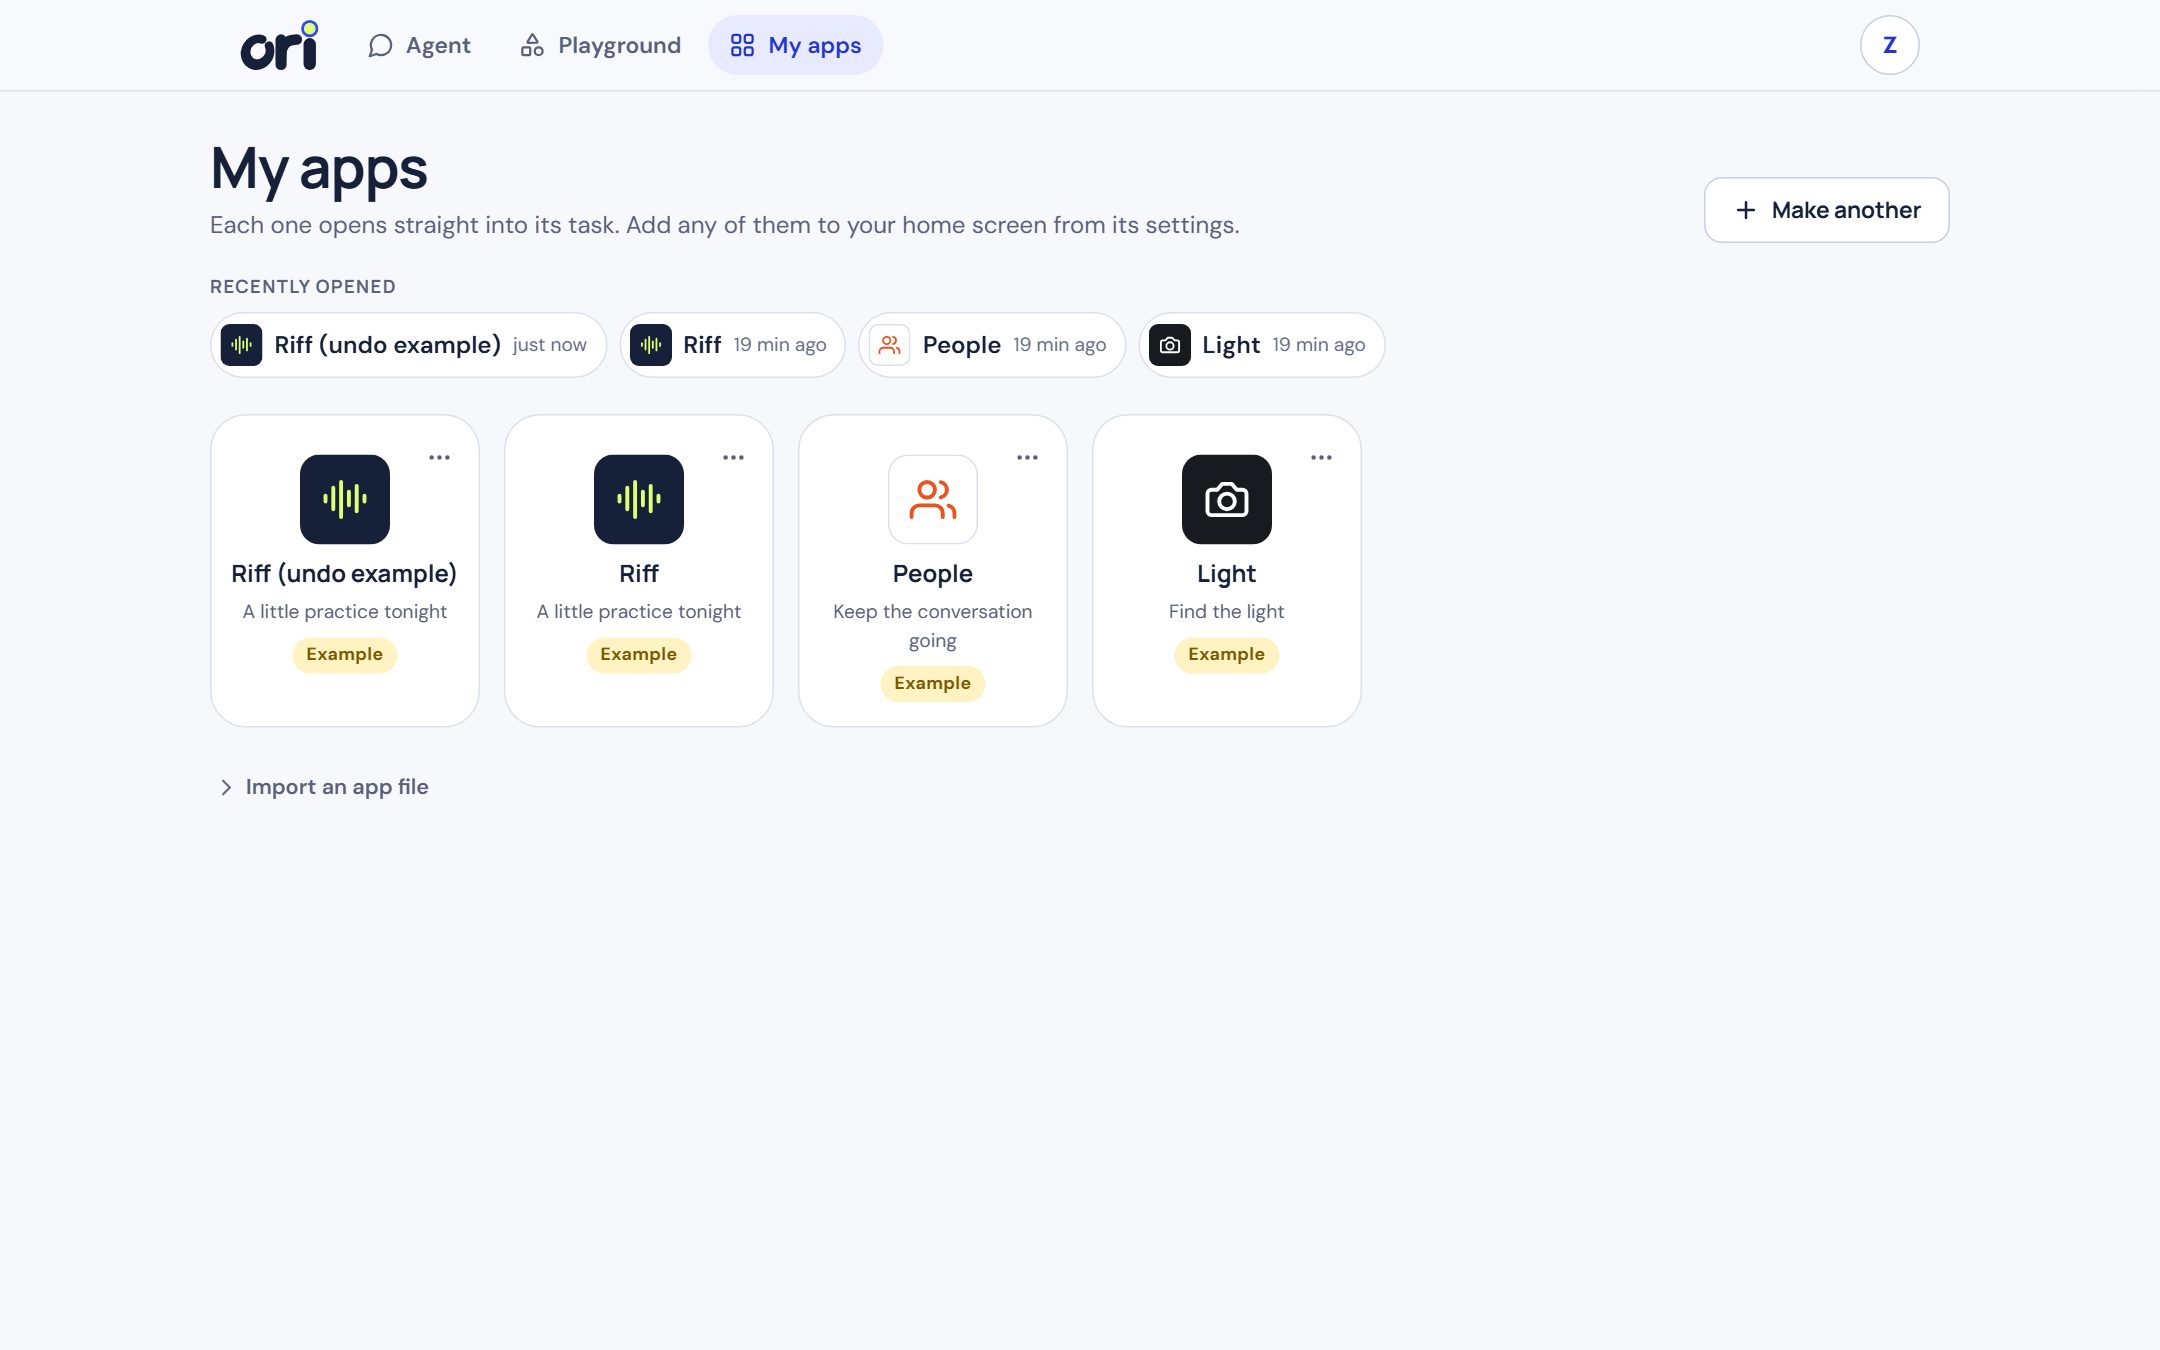 ori
Agent
Playground
My apps
Z
My apps
Each one opens straight into its task. Add any of them to your home screen from its settings.
Make another
RECENTLY OPENED
Riff (undo example) just now
Riff 19 min ago
People 19 min ago
Light 19 min ago
Riff (undo example)
A little practice tonight
Example
Riff
A little practice tonight
Example
People
Keep the conversation
going
Example
Light
Find the light
Example
Import an app file